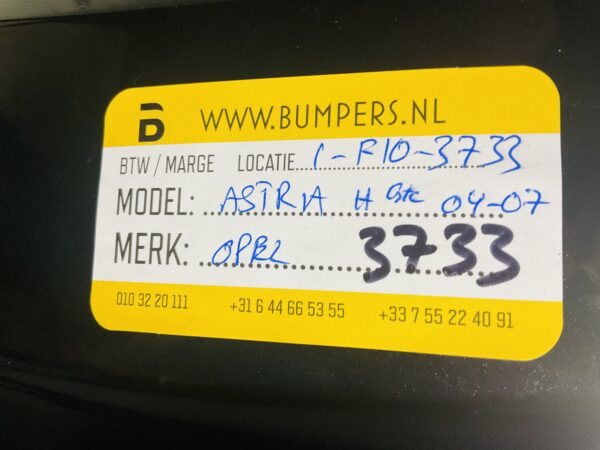 WWW.BUMPERS.NL
BTW / MARGE LOCATIE 1-F10-3733
MODEL: ASTRA H GTC 04-07
MERK: OPEL 3733
010 32 20 111 +31 6 44 66 53 55 +33 7 55 22 40 91